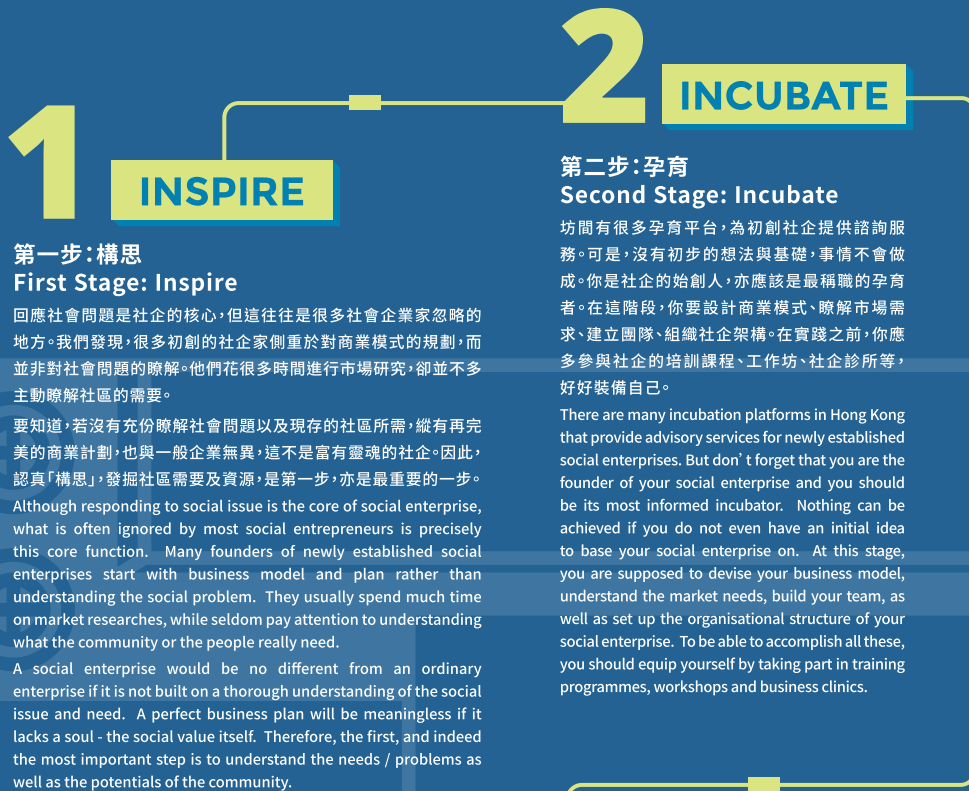 1
INSPIRE
第一步：構思
First Stage: Inspire
回應社會問題是社企的核心，但這往往是很多社會企業家忽略的
地方。我們發現，很多初創的社企家側重於對商業模式的規劃，而
並非對社會問題的瞭解。他們花很多時間進行市場研究，卻並不多
主動瞭解社區的需要。
要知道，若沒有充份瞭解社會問題以及現存的社區所需，縱有再完
美的商業計劃，也與一般企業無異，這不是富有靈魂的社企。因此，
認真「構思」，發掘社區需要及資源，是第一步，亦是最重要的一步。
Although responding to social issue is the core of social enterprise,
what is often ignored by most social entrepreneurs is precisely
this core function. Many founders of newly established social
enterprises start with business model and plan rather than
understanding the social problem. They usually spend much time
on market researches, while seldom pay attention to understanding
what the community or the people really need.
A social enterprise would be no different from an ordinary
enterprise if it is not built on a thorough understanding of the social
issue and need. A perfect business plan will be meaningless if it
lacks a soul - the social value itself. Therefore, the first, and indeed
the most important step is to understand the needs / problems as
well as the potentials of the community.
2
INCUBATE
第二步：孕育
Second Stage: Incubate
坊間有很多孕育平台，為初創社企提供諮詢服
務。可是，沒有初步的想法與基礎，事情不會做
成。你是社企的始創人，亦應該是最稱職的孕育
者。在這階段，你要設計商業模式、瞭解市場需
求、建立團隊、組織社企架構。在實踐之前，你應
多參與社企的培訓課程、工作坊、社企診所等，
好好裝備自己。
There are many incubation platforms in Hong Kong
that provide advisory services for newly established
social enterprises. But don’t forget that you are the
founder of your social enterprise and you should
be its most informed incubator. Nothing can be
achieved if you do not even have an initial idea
to base your social enterprise on. At this stage,
you are supposed to devise your business model,
understand the market needs, build your team, as
well as set up the organisational structure of your
social enterprise. To be able to accomplish all these,
you should equip yourself by taking part in training
programmes, workshops and business clinics.